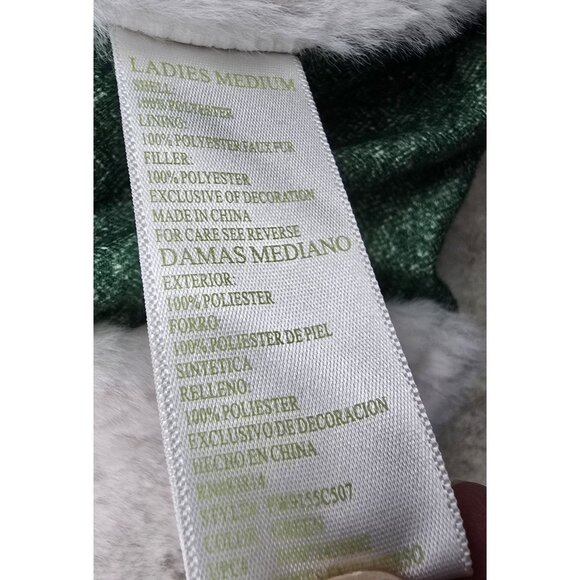 LADIES MEDIUM
SHELL:
100% POLYESTER
LINING:
100% POLYESTER FAUX FUR
FILLER:
100% POLYESTER
EXCLUSIVE OF DECORATION
MADE IN CHINA
FOR CARE SEE REVERSE
DAMAS MEDIANO
EXTERIOR:
100% POLIESTER
FORRO:
100% POLIESTER DE PIEL
SINTETICA
RELLENO:
100% POLIESTER
EXCLUSIVO DE DECORACION
HECHO EN CHINA
STYLE#
COLOR: GREEN
UPC#